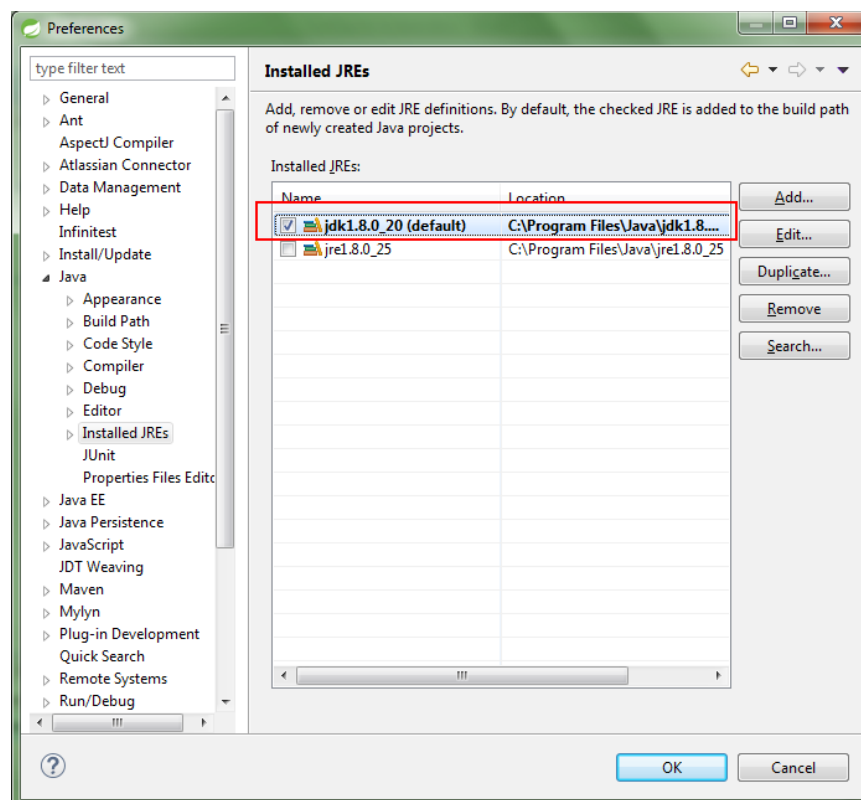 Preferences
type filter text
General
Ant
AspectJ Compiler
Atlassian Connector
Data Management
Help
Infinitest
Install/Update
Java
Appearance
Build Path
Code Style
Compiler
Debug
Editor
Installed JREs
JUnit
Properties Files Edito
Java EE
Java Persistence
JavaScript
JDT Weaving
Maven
Mylyn
Plug-in Development
Quick Search
Remote Systems
Run/Debug
Installed JREs
Add, remove or edit JRE definitions. By default, the checked JRE is added to the build path
of newly created Java projects.
Installed JREs:
Name Location
jdk1.8.0_20 (default) C:\Program Files\Java\jdk1.8....
jre1.8.0_25 C:\Program Files\Java\jre1.8.0_25
Add...
Edit...
Duplicate...
Remove
Search...
OK Cancel